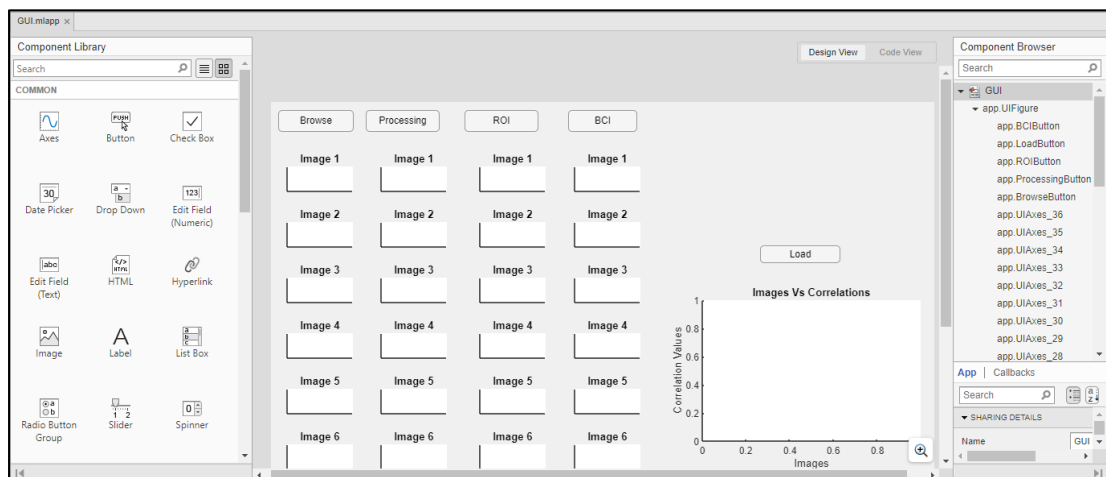 GUI.mlapp ×
Component Library
Search
COMMON
Axes
PUSH
Button
Check Box
30
Date Picker
a
b
Drop Down
123
Edit Field
(Numeric)
abc
Edit Field
(Text)
</>
HTML
HTML
Hyperlink
Image
A
Label
a
b
c
List Box
a
b
Radio Button
Group
1 2
Slider
0
Spinner
Design View
Code View
Browse
Processing
ROI
BCI
Image 1 Image 1 Image 1 Image 1
Image 2 Image 2 Image 2 Image 2
Image 3 Image 3 Image 3 Image 3
Image 4 Image 4 Image 4 Image 4
Image 5 Image 5 Image 5 Image 5
Image 6 Image 6 Image 6 Image 6
Load
Images Vs Correlations
Correlation Values
1
0.8
0.6
0.4
0.2
0
0 0.2 0.4 0.6 0.8
Images
Component Browser
Search
GUI
app.UIFigure
app.BCIButton
app.LoadButton
app.ROIButton
app.ProcessingButton
app.BrowseButton
app.UIAxes_36
app.UIAxes_35
app.UIAxes_34
app.UIAxes_33
app.UIAxes_32
app.UIAxes_31
app.UIAxes_30
app.UIAxes_29
app.UIAxes_28
App | Callbacks
Search
a
z
SHARING DETAILS
Name GUI